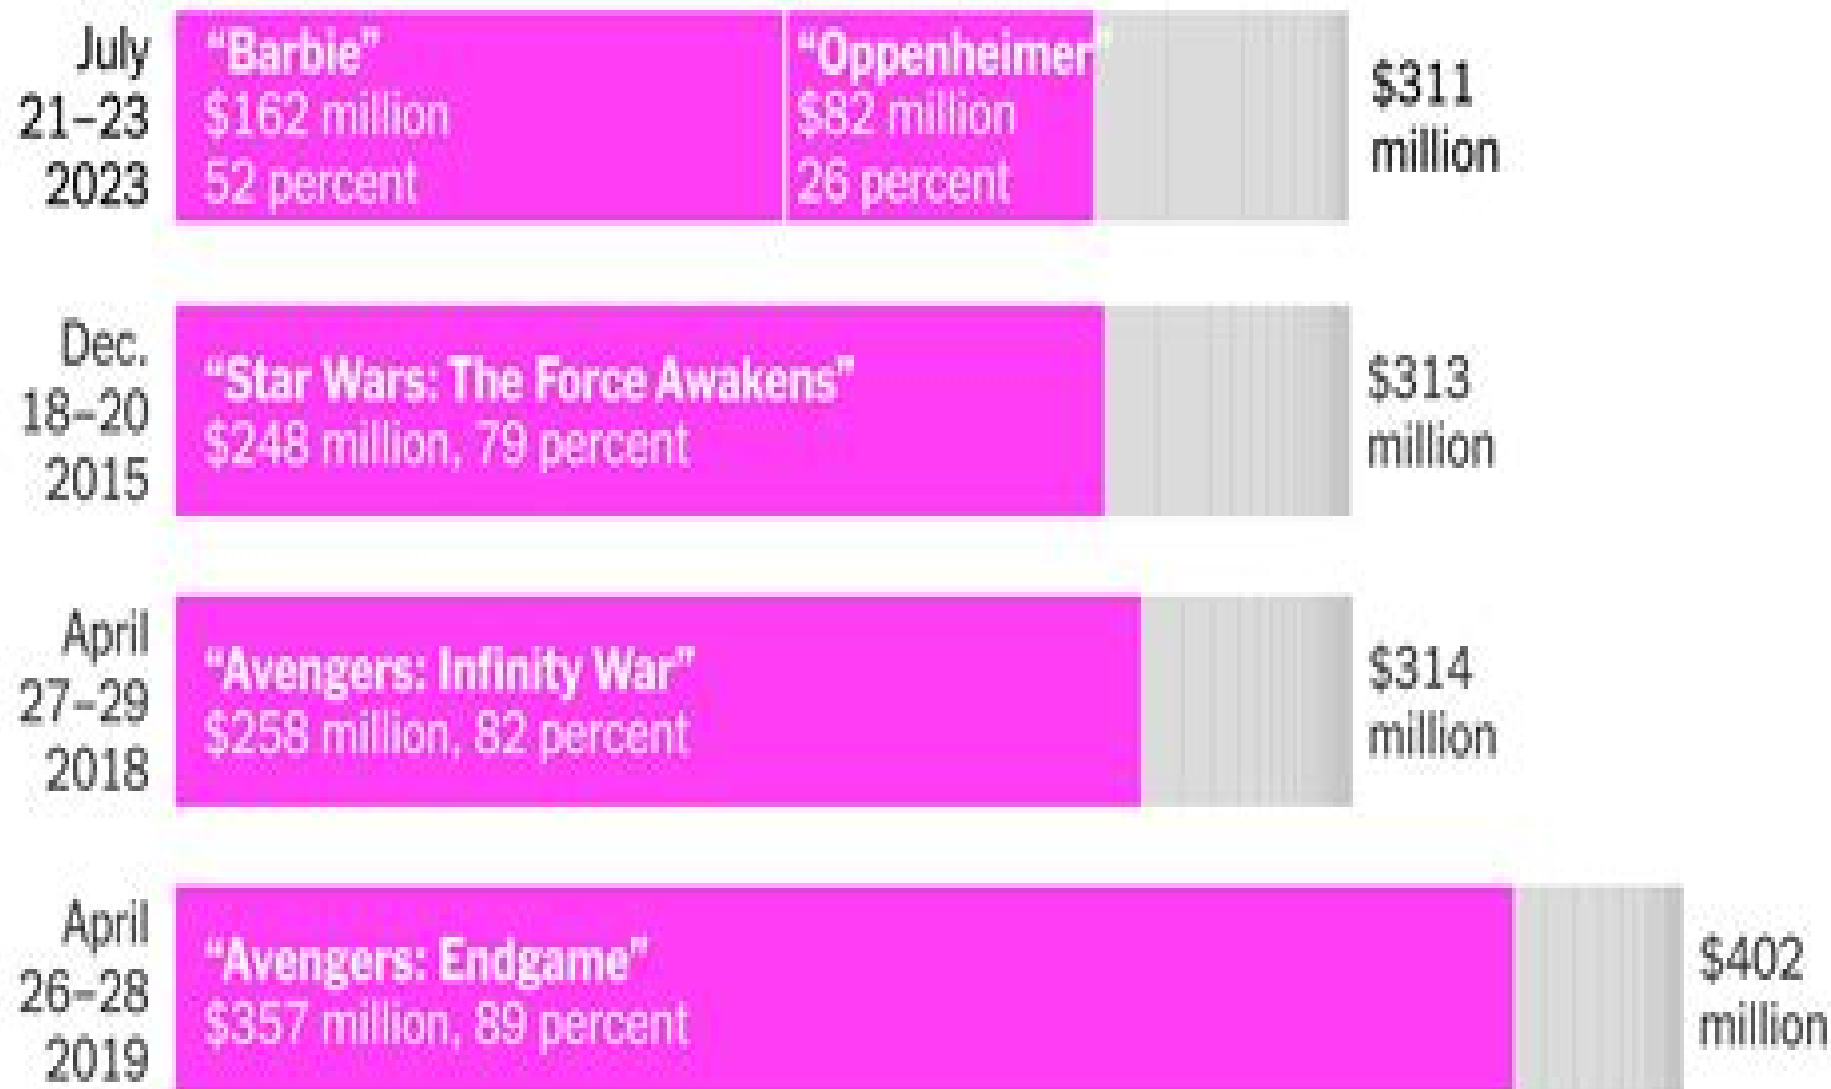 July
21–23
2023
“Barbie”
$162 million
52 percent
“Oppenheimer”
$82 million
26 percent
$311
million
Dec.
18–20
2015
“Star Wars: The Force Awakens”
$248 million, 79 percent
$313
million
April
27–29
2018
“Avengers: Infinity War”
$258 million, 82 percent
$314
million
April
26–28
2019
“Avengers: Endgame”
$357 million, 89 percent
$402
million